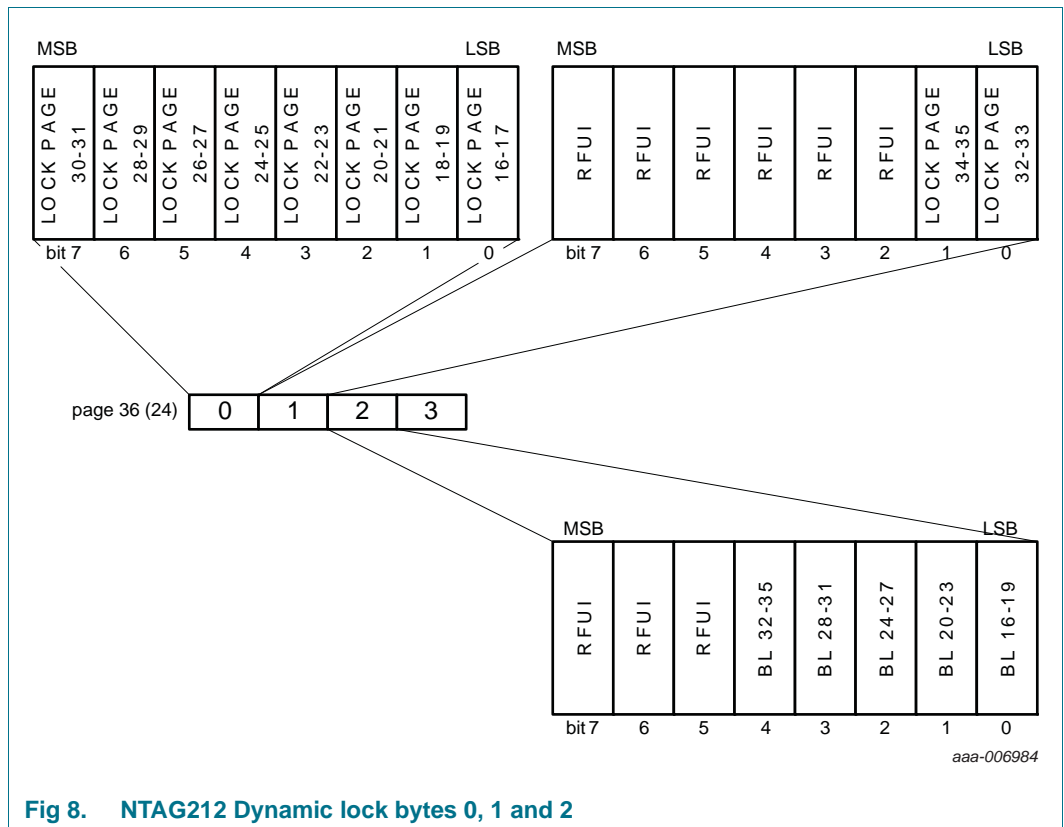 MSB LSB
LOCK PAGE 30-31
LOCK PAGE 28-29
LOCK PAGE 26-27
LOCK PAGE 24-25
LOCK PAGE 22-23
LOCK PAGE 20-21
LOCK PAGE 18-19
LOCK PAGE 16-17
bit 7 6 5 4 3 2 1 0
MSB LSB
RFUI
RFUI
RFUI
RFUI
RFUI
RFUI
LOCK PAGE 34-35
LOCK PAGE 32-33
bit 7 6 5 4 3 2 1 0
page 36 (24) 0 1 2 3
MSB LSB
RFUI
RFUI
RFUI
BL 32-35
BL 28-31
BL 24-27
BL 20-23
BL 16-19
bit 7 6 5 4 3 2 1 0
aaa-006984
Fig 8. NTAG212 Dynamic lock bytes 0, 1 and 2